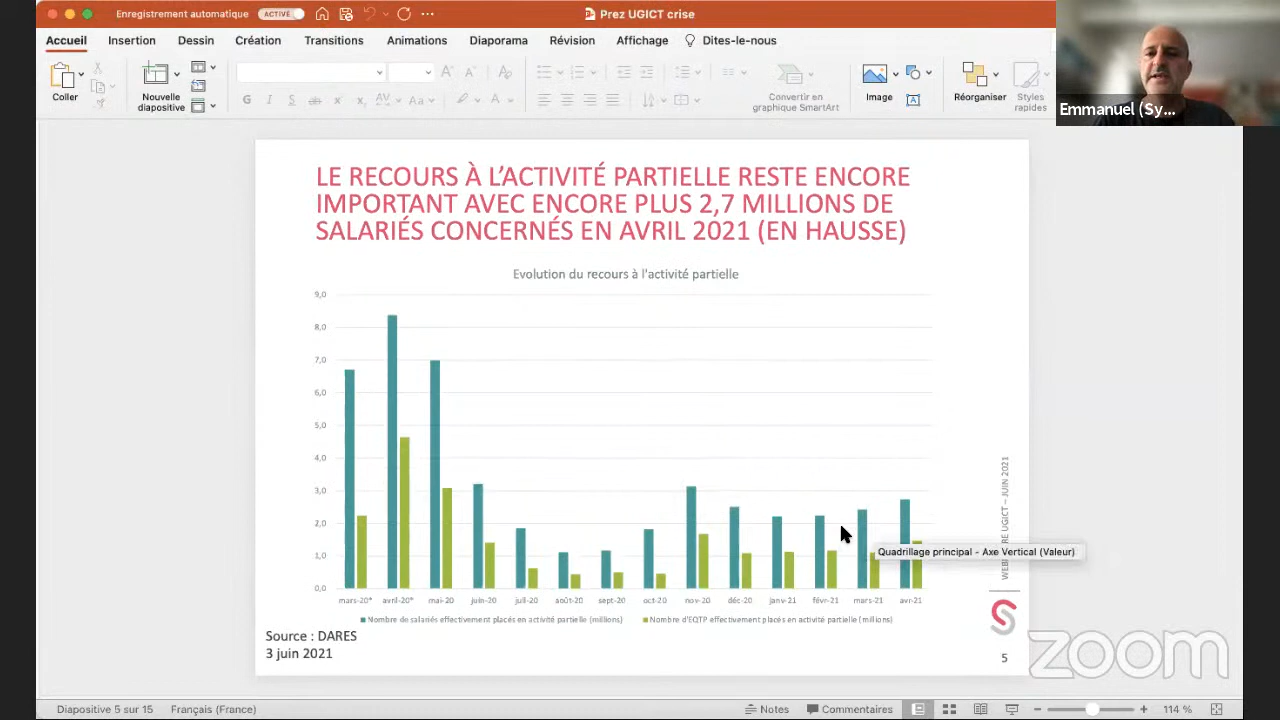 Enregistrement automatique ACTIVÉ
Prez UGICT crise
Accueil Insertion Dessin Création Transitions Animations Diaporama Révision Affichage Dites-le-nous
Coller
Nouvelle
diapositive
G I S ab x x AV Aa A
Convertir en
graphique SmartArt
Image
Réorganiser
Styles
rapides
Emmanuel (Sy...
LE RECOURS À L’ACTIVITÉ PARTIELLE RESTE ENCORE
IMPORTANT AVEC ENCORE PLUS 2,7 MILLIONS DE
SALARIÉS CONCERNÉS EN AVRIL 2021 (EN HAUSSE)
Evolution du recours à l'activité partielle
9,0
8,0
7,0
6,0
5,0
4,0
3,0
2,0
1,0
0,0
mars-20* avril-20* mai-20 juin-20 juil-20 août-20 sept-20 oct-20 nov-20 déc-20 janv-21 févr-21 mars-21 avr-21
Nombre de salariés effectivement placés en activité partielle (millions) Nombre d'EQTP effectivement placés en activité partielle (millions)
Quadrillage principal - Axe Vertical (Valeur)
UGICT – JUIN 2021
Source : DARES
3 juin 2021
5
zoom
Diapositive 5 sur 15 Français (France) Notes Commentaires 114 %